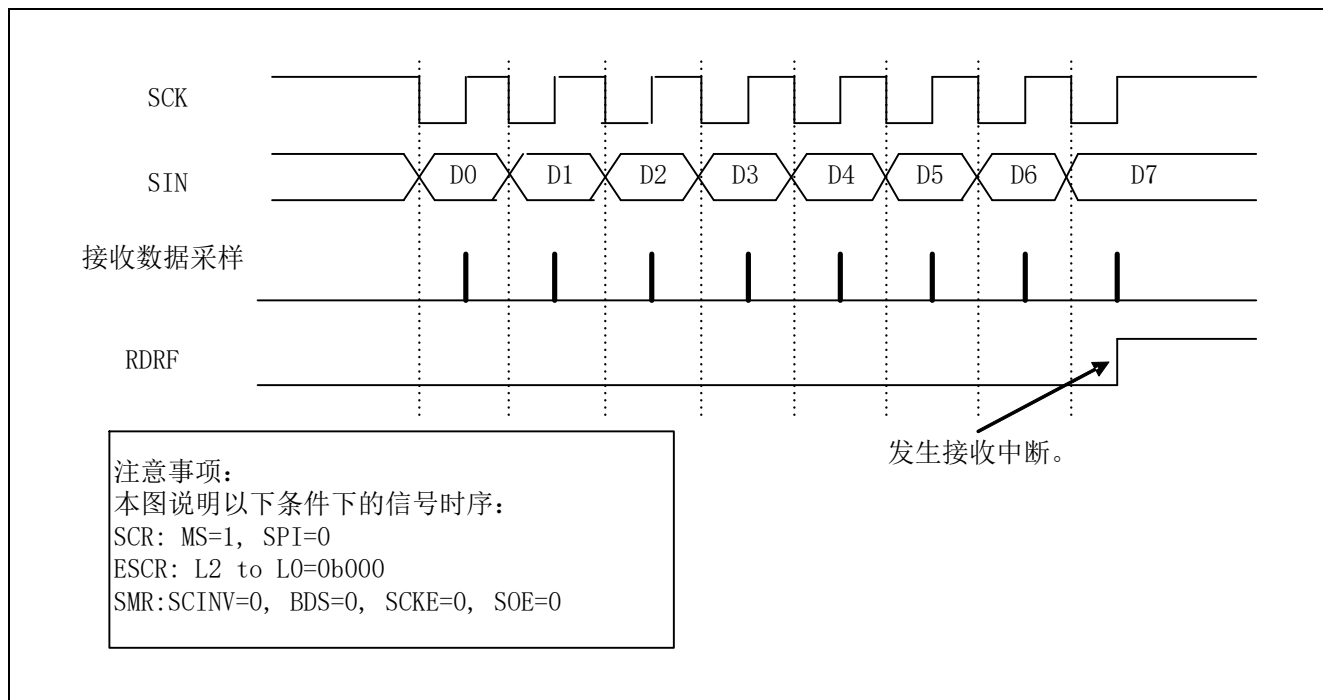 SCK
SIN
D0 D1 D2 D3 D4 D5 D6 D7
接收数据采样
RDRF
发生接收中断。
注意事项:
本图说明以下条件下的信号时序:
SCR: MS=1, SPI=0
ESCR: L2 to L0=0b000
SMR:SCINV=0, BDS=0, SCKE=0, SOE=0